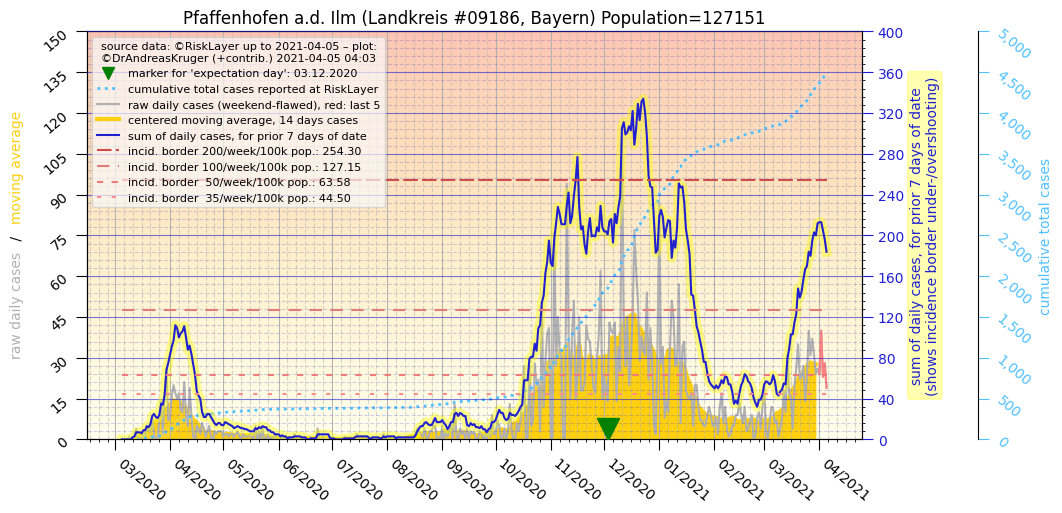 Pfaffenhofen a.d. Ilm (Landkreis #09186, Bayern) Population=127151
source data: ©RiskLayer up to 2021-04-05 – plot:
©DrAndreasKruger (+contrib.) 2021-04-05 04:03
marker for 'expectation day': 03.12.2020
cumulative total cases reported at RiskLayer
raw daily cases (weekend-flawed), red: last 5
centered moving average, 14 days cases
sum of daily cases, for prior 7 days of date
incid. border 200/week/100k pop.: 254.30
incid. border 100/week/100k pop.: 127.15
incid. border  50/week/100k pop.: 63.58
incid. border  35/week/100k pop.: 44.50
raw daily cases / moving average
150
135
120
105
90
75
60
45
30
15
0
03/2020
04/2020
05/2020
06/2020
07/2020
08/2020
09/2020
10/2020
11/2020
12/2020
01/2021
02/2021
03/2021
04/2021
400
360
320
280
240
200
160
120
80
40
0
sum of daily cases, for prior 7 days of date
(shows incidence border under-/overshooting)
5,000
4,500
4,000
3,500
3,000
2,500
2,000
1,500
1,000
500
0
cumulative total cases